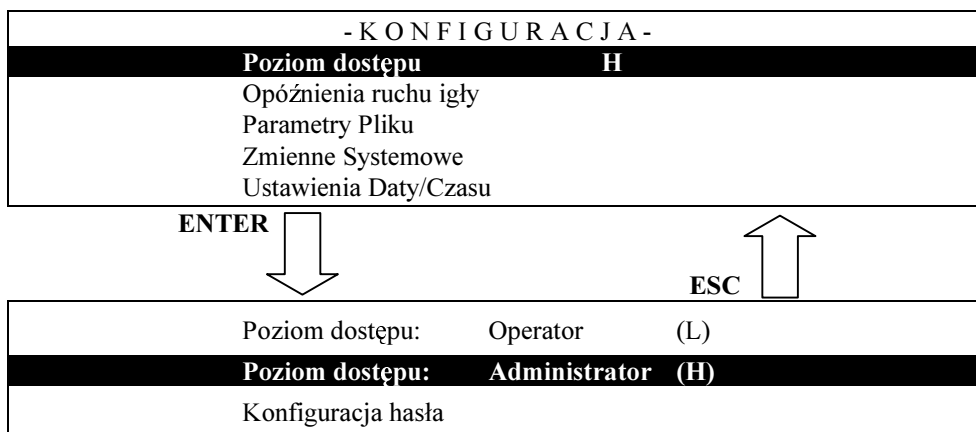 - K O N F I G U R A C J A -
Poziom dostępu H
Opóźnienia ruchu igły
Parametry Pliku
Zmienne Systemowe
Ustawienia Daty/Czasu
ENTER
ESC
Poziom dostępu: Operator (L)
Poziom dostępu: Administrator (H)
Konfiguracja hasła